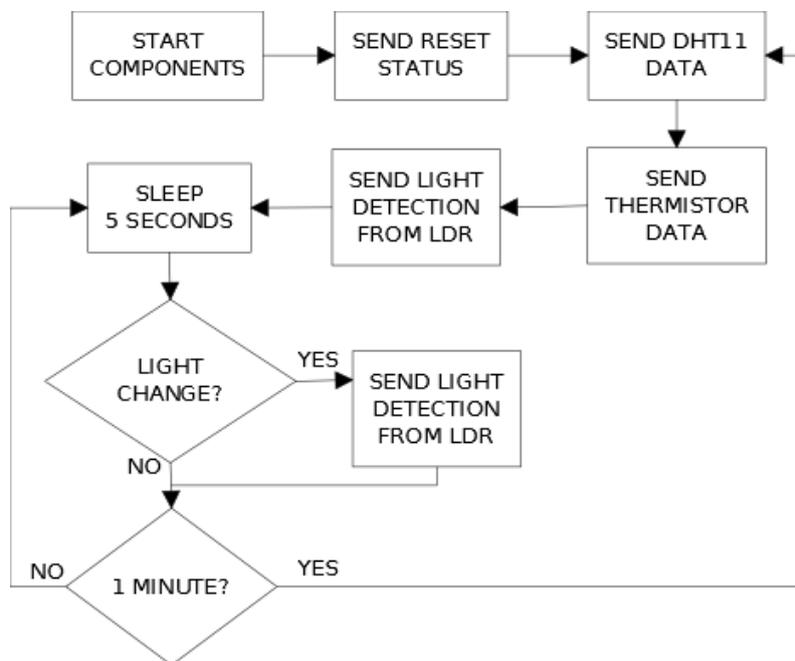 START
COMPONENTS
SEND RESET
STATUS
SEND DHT11
DATA
SEND
THERMISTOR
DATA
SEND LIGHT
DETECTION
FROM LDR
SLEEP
5 SECONDS
LIGHT
CHANGE?
YES
SEND LIGHT
DETECTION
FROM LDR
NO
1 MINUTE?
NO
YES